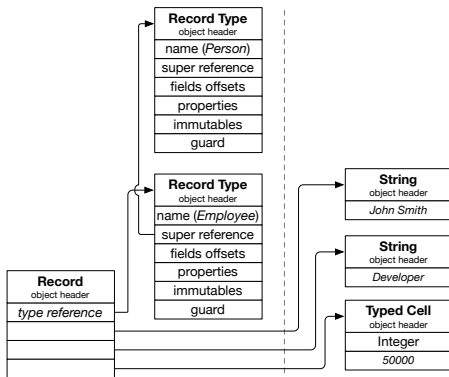 Record Type
object header
name (Person)
super reference
fields offsets
properties
immutables
guard
Record Type
object header
name (Employee)
super reference
fields offsets
properties
immutables
guard
Record
object header
type reference
String
object header
John Smith
String
object header
Developer
Typed Cell
object header
Integer
50000